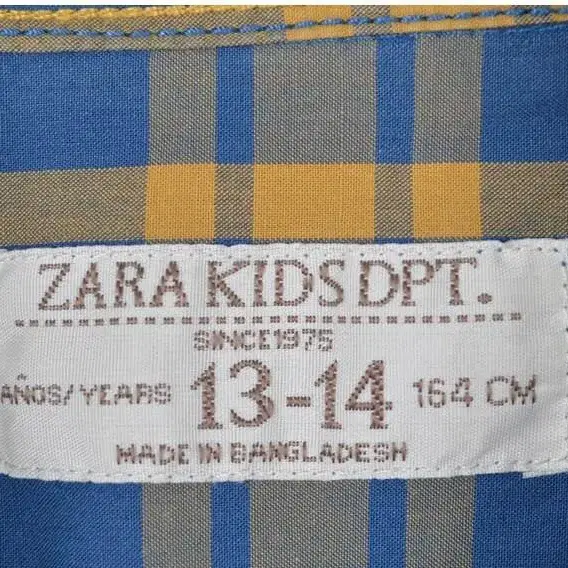 ZARA KIDS DPT.
SINCE 1975
AÑOS/YEARS 13-14 164 CM
MADE IN BANGLADESH